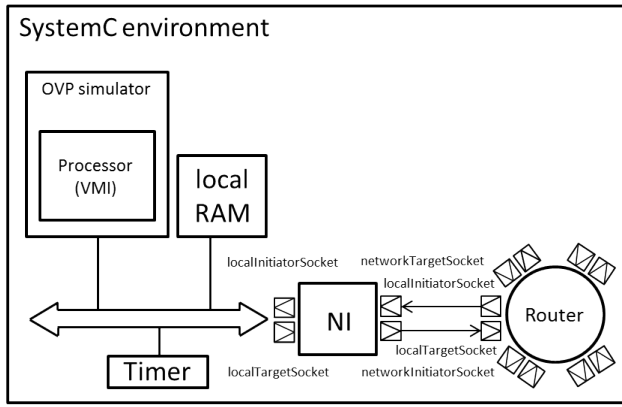 SystemC environment
OVP simulator
Processor
(VMI)
local
RAM
localInitiatorSocket
networkTargetSocket
localInitiatorSocket
NI
Router
localTargetSocket
Timer
localTargetSocket
networkInitiatorSocket